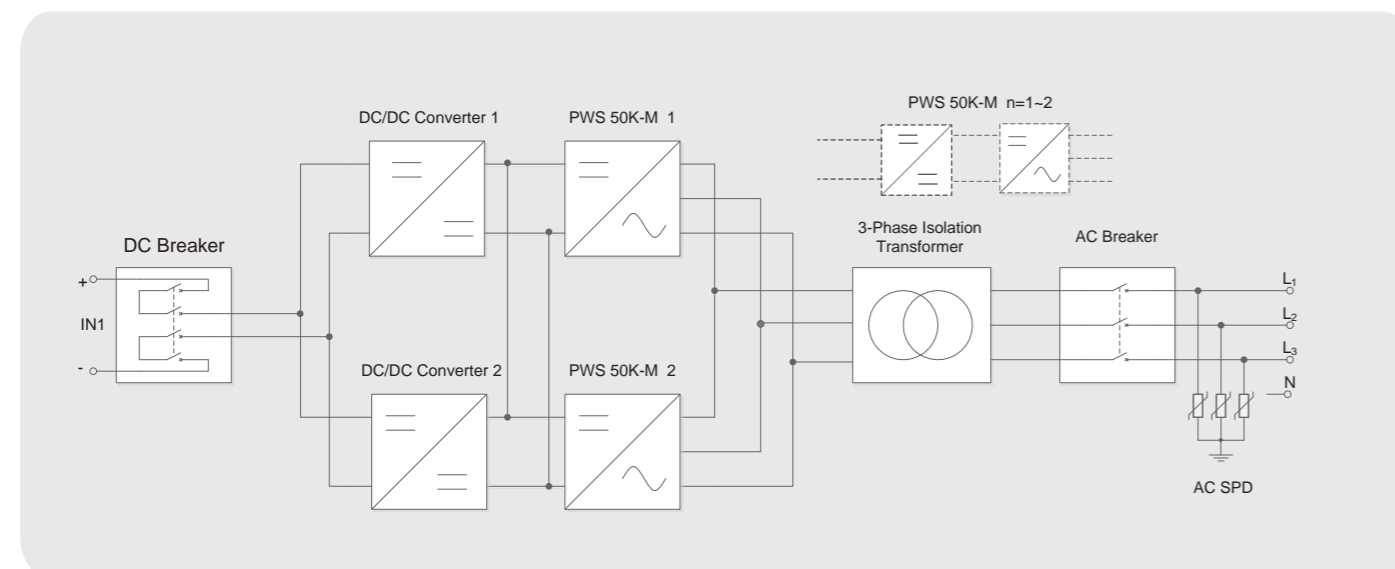 PWS 50K-M n=1~2
DC/DC Converter 1
PWS 50K-M 1
3-Phase Isolation
Transformer
AC Breaker
DC Breaker
+
IN1
-
L1
L2
L3
N
DC/DC Converter 2
PWS 50K-M 2
AC SPD